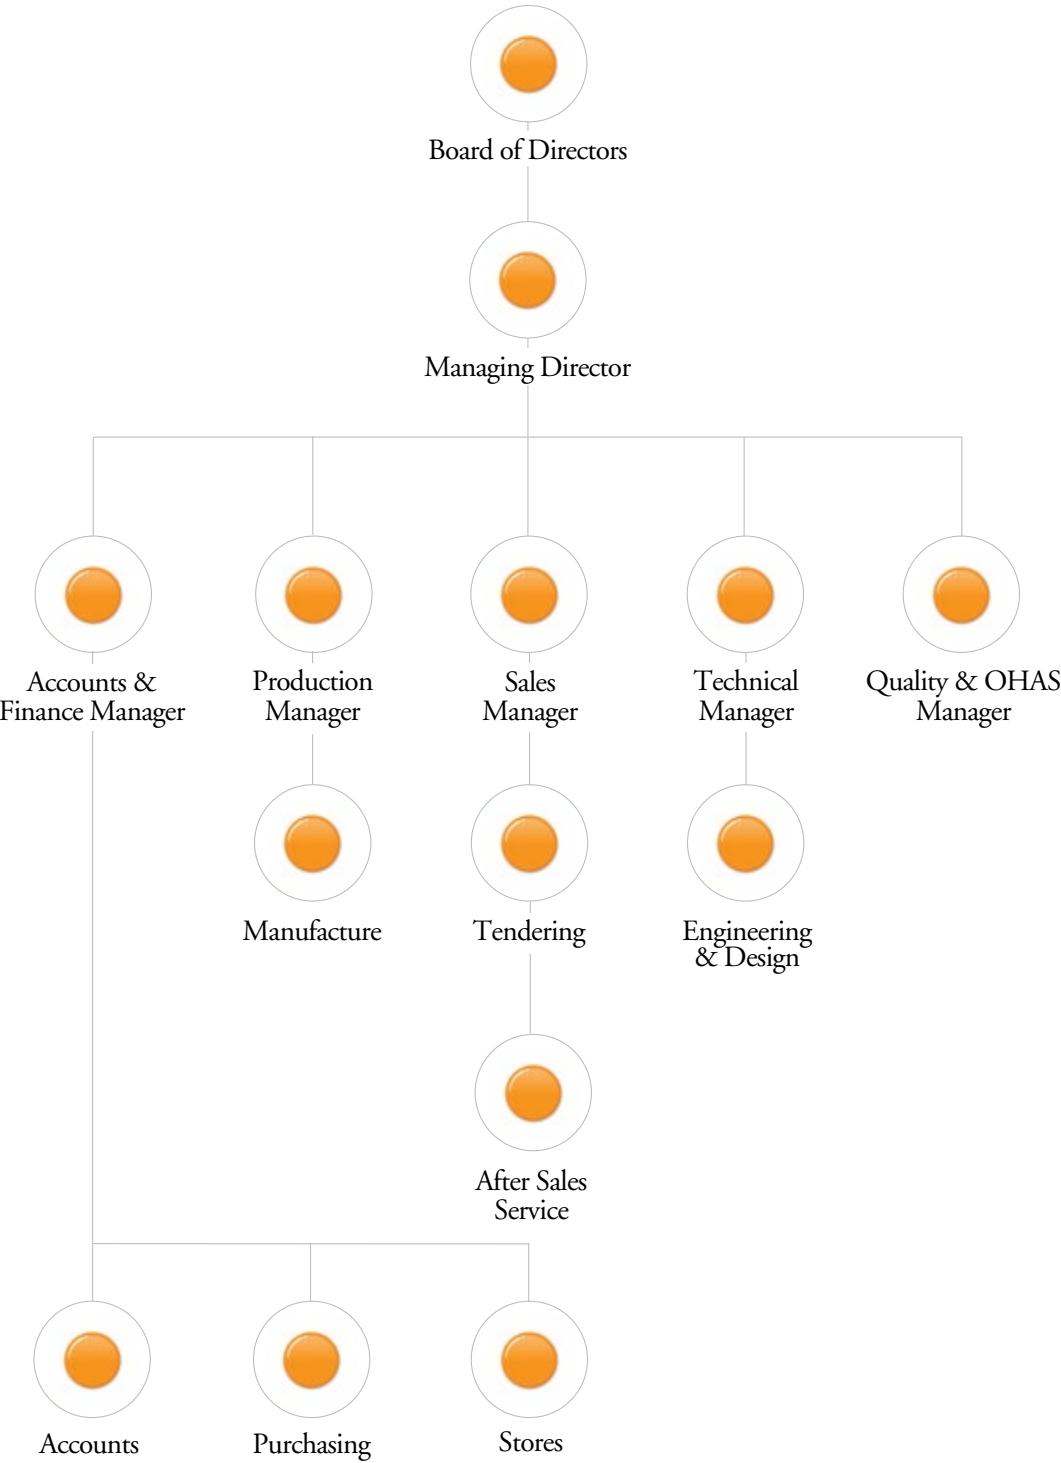 Board of Directors
Managing Director
Accounts &
Finance Manager
Production
Manager
Sales
Manager
Technical
Manager
Quality & OHAS
Manager
Manufacture
Tendering
Engineering
& Design
After Sales
Service
Accounts
Purchasing
Stores